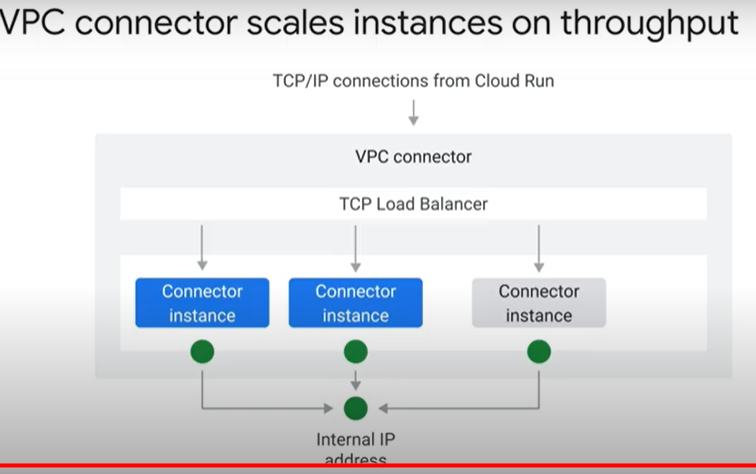 VPC connector scales instances on throughput
TCP/IP connections from Cloud Run
VPC connector
TCP Load Balancer
Connector instance
Connector instance
Connector instance
Internal IP
address